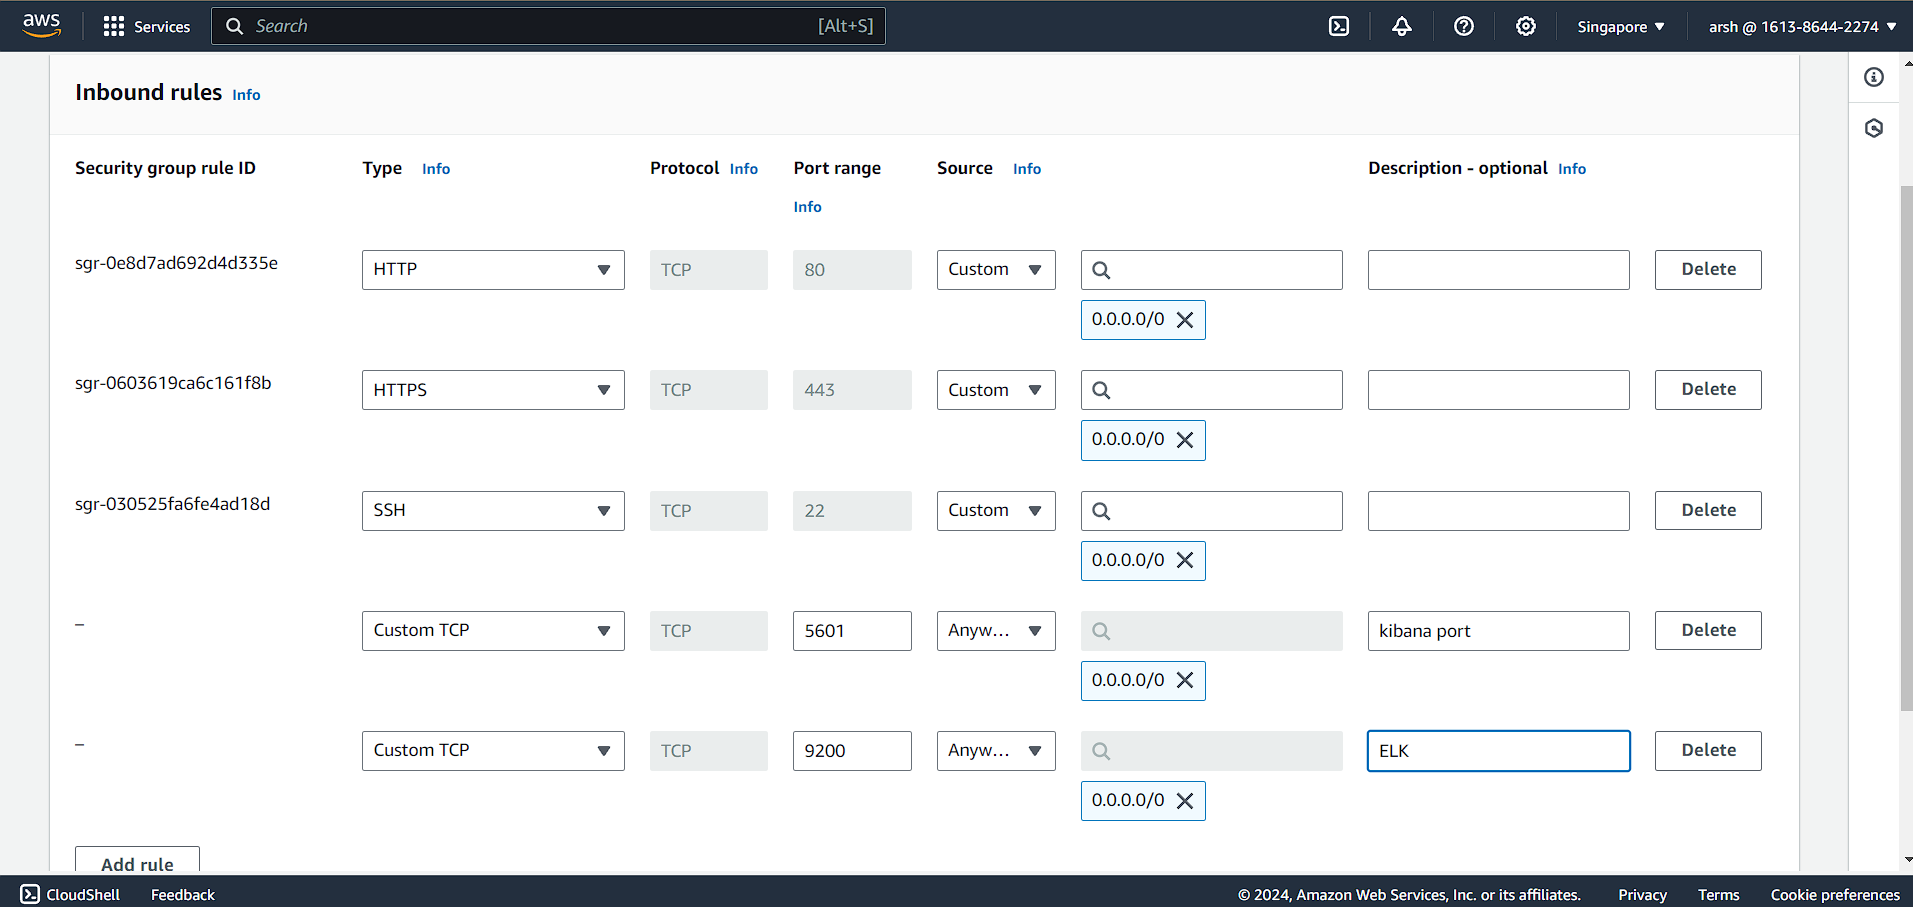 aws Services Search [Alt+S] Singapore arsh @ 1613-8644-2274
Inbound rules Info
Security group rule ID Type Info Protocol Info Port range Info Source Info Description - optional Info
sgr-0e8d7ad692d4d335e HTTP TCP 80 Custom Delete
0.0.0.0/0
sgr-0603619ca6c161f8b HTTPS TCP 443 Custom Delete
0.0.0.0/0
sgr-030525fa6fe4ad18d SSH TCP 22 Custom Delete
0.0.0.0/0
– Custom TCP TCP 5601 Anyw... kibana port Delete
0.0.0.0/0
– Custom TCP TCP 9200 Anyw... ELK Delete
0.0.0.0/0
Add rule
CloudShell Feedback © 2024, Amazon Web Services, Inc. or its affiliates. Privacy Terms Cookie preferences